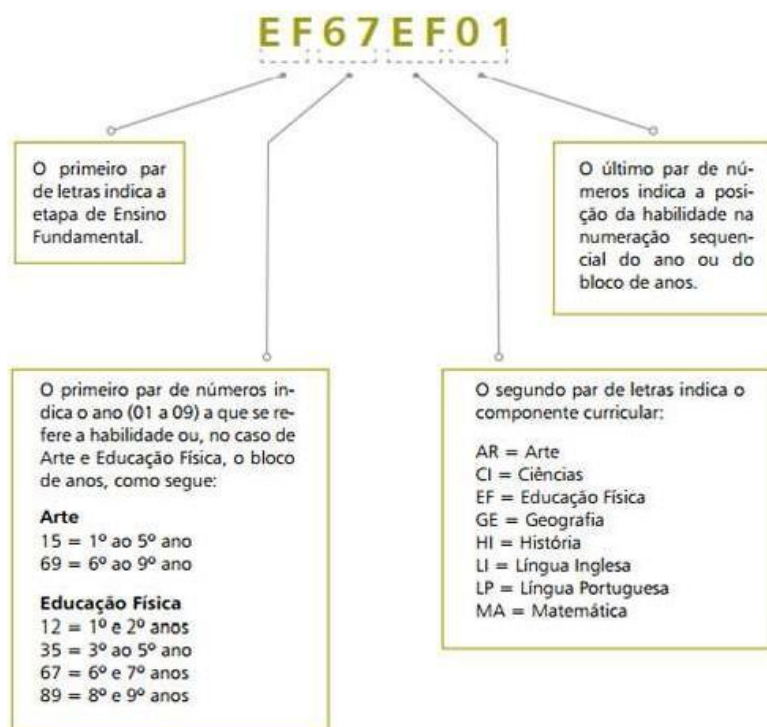 EF67EF01
O primeiro par
de letras indica a
etapa de Ensino
Fundamental.
O último par de nú-
meros indica a posi-
ção da habilidade na
numeração sequen-
cial do ano ou do
bloco de anos.
O primeiro par de números in-
dica o ano (01 a 09) a que se re-
fere a habilidade ou, no caso de
Arte e Educação Física, o bloco
de anos, como segue:
Arte
15 = 1º ao 5º ano
69 = 6º ao 9º ano
Educação Física
12 = 1º e 2º anos
35 = 3º ao 5º ano
67 = 6º e 7º anos
89 = 8º e 9º anos
O segundo par de letras indica o
componente curricular:
AR = Arte
CI = Ciências
EF = Educação Física
GE = Geografia
HI = História
LI = Língua Inglesa
LP = Língua Portuguesa
MA = Matemática